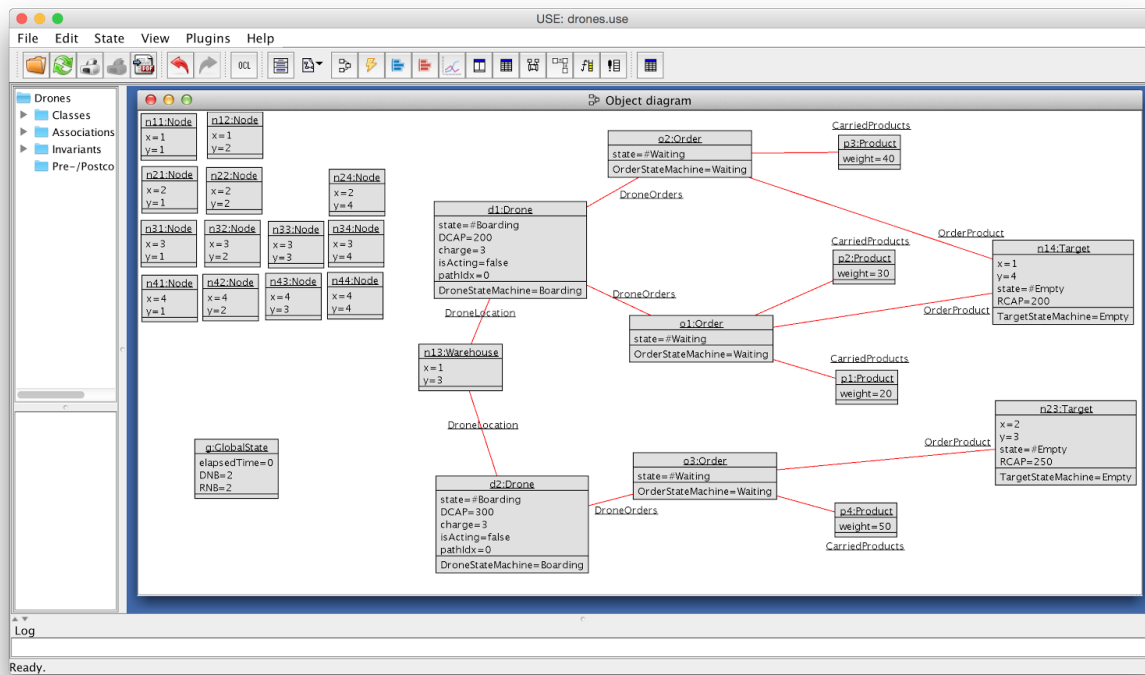 USE: drones.use
File Edit State View Plugins Help
OCL
Drones
Classes
Associations
Invariants
Pre-/Postco
Object diagram
n11:Node
x=1
y=1
n12:Node
x=1
y=2
n21:Node
x=2
y=1
n22:Node
x=2
y=2
n24:Node
x=2
y=4
n31:Node
x=3
y=1
n32:Node
x=3
y=2
n33:Node
x=3
y=3
n34:Node
x=3
y=4
n41:Node
x=4
y=1
n42:Node
x=4
y=2
n43:Node
x=4
y=3
n44:Node
x=4
y=4
g:GlobalState
elapsedTime=0
DNB=2
RNB=2
d1:Drone
state=#Boarding
DCAP=200
charge=3
isActing=false
pathIdx=0
DroneStateMachine=Boarding
DroneLocation
n13:Warehouse
x=1
y=3
DroneLocation
d2:Drone
state=#Boarding
DCAP=300
charge=3
isActing=false
pathIdx=0
DroneStateMachine=Boarding
o2:Order
state=#Waiting
OrderStateMachine=Waiting
DroneOrders
DroneOrders
o1:Order
state=#Waiting
OrderStateMachine=Waiting
o3:Order
state=#Waiting
OrderStateMachine=Waiting
DroneOrders
CarriedProducts
p3:Product
weight=40
CarriedProducts
p2:Product
weight=30
CarriedProducts
p1:Product
weight=20
p4:Product
weight=50
CarriedProducts
OrderProduct
n14:Target
x=1
y=4
state=#Empty
RCAP=200
TargetStateMachine=Empty
OrderProduct
n23:Target
x=2
y=3
state=#Empty
RCAP=250
TargetStateMachine=Empty
OrderProduct
Log
Ready.